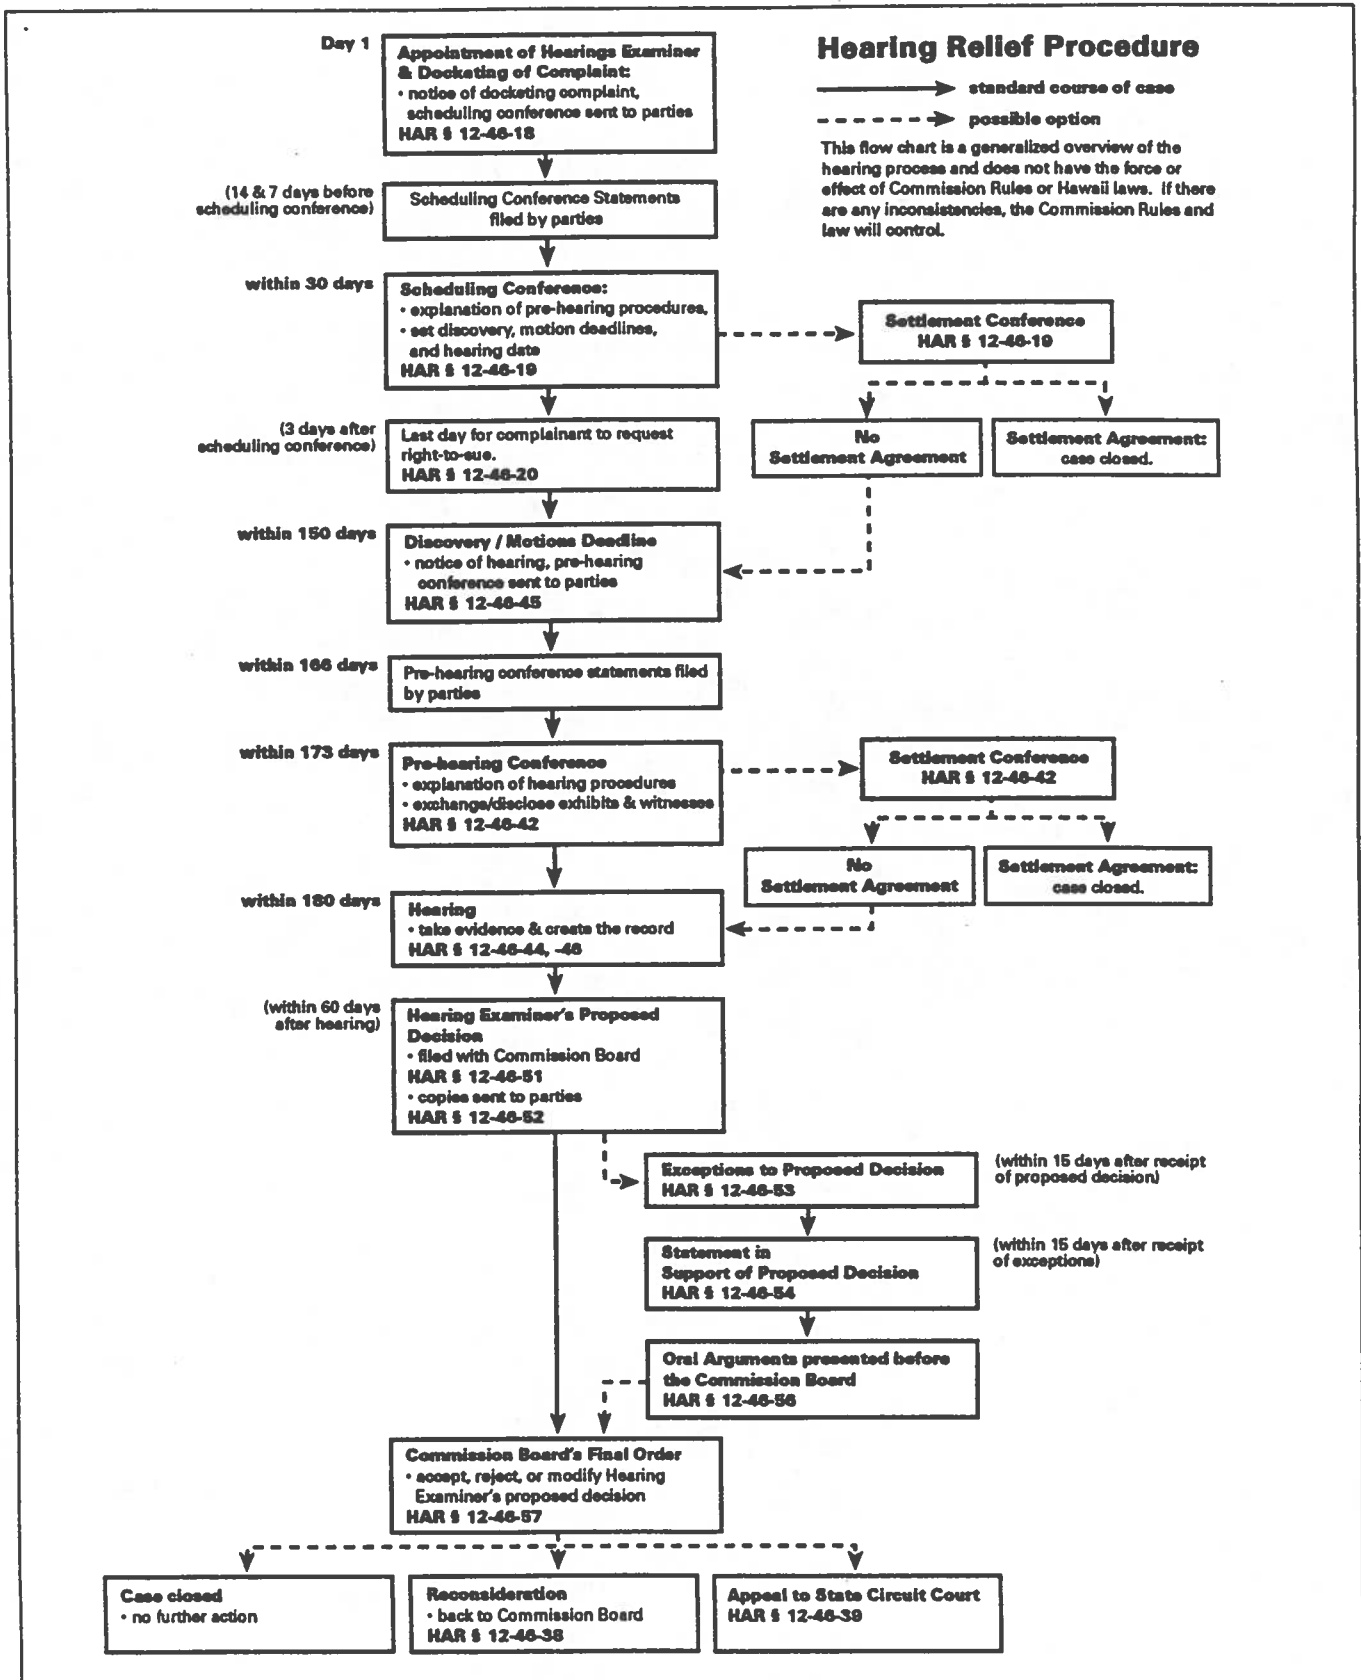 Hearing Relief Procedure
standard course of case
possible option
This flow chart is a generalized overview of the
hearing process and does not have the force or
effect of Commission Rules or Hawaii laws. If there
are any inconsistencies, the Commission Rules and
law will control.
Day 1
Appointment of Hearings Examiner
& Docketing of Complaint:
• notice of docketing complaint,
scheduling conference sent to parties
HAR § 12-46-18
(14 & 7 days before
scheduling conference)
Scheduling Conference Statements
filed by parties
within 30 days
Scheduling Conference:
• explanation of pre-hearing procedures,
• set discovery, motion deadlines,
and hearing date
HAR § 12-46-19
Settlement Conference
HAR § 12-46-19
No
Settlement Agreement
Settlement Agreement:
case closed.
(3 days after
scheduling conference)
Last day for complainant to request
right-to-sue.
HAR § 12-46-20
within 150 days
Discovery / Motions Deadline
• notice of hearing, pre-hearing
conference sent to parties
HAR § 12-46-45
within 166 days
Pre-hearing conference statements filed
by parties
within 173 days
Pre-hearing Conference
• explanation of hearing procedures
• exchange/disclose exhibits & witnesses
HAR § 12-46-42
Settlement Conference
HAR § 12-46-42
No
Settlement Agreement
Settlement Agreement:
case closed.
within 180 days
Hearing
• take evidence & create the record
HAR § 12-46-44, -46
(within 60 days
after hearing)
Hearing Examiner's Proposed
Decision
• filed with Commission Board
HAR § 12-46-51
• copies sent to parties
HAR § 12-46-52
Exceptions to Proposed Decision
HAR § 12-46-53
(within 15 days after receipt
of proposed decision)
Statement in
Support of Proposed Decision
HAR § 12-46-54
(within 15 days after receipt
of exceptions)
Oral Arguments presented before
the Commission Board
HAR § 12-46-56
Commission Board's Final Order
• accept, reject, or modify Hearing
Examiner's proposed decision
HAR § 12-46-57
Case closed
• no further action
Reconsideration
• back to Commission Board
HAR § 12-46-38
Appeal to State Circuit Court
HAR § 12-46-39